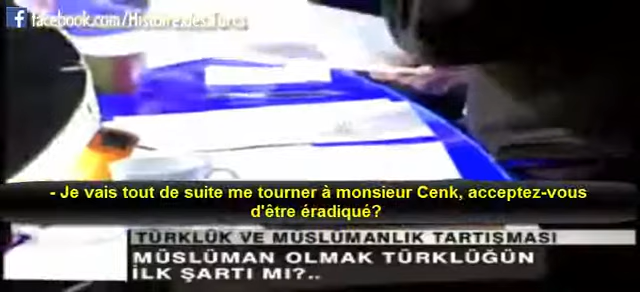 facebook.com/HistoiredesTurcs
- Je vais tout de suite me tourner à monsieur Cenk, acceptez-vous
d'être éradiqué?
TÜRKLÜK VE MÜSLÜMANLIK TARTIŞMASI
MÜSLÜMAN OLMAK TÜRKLÜĞÜN
İLK ŞARTI MI?..